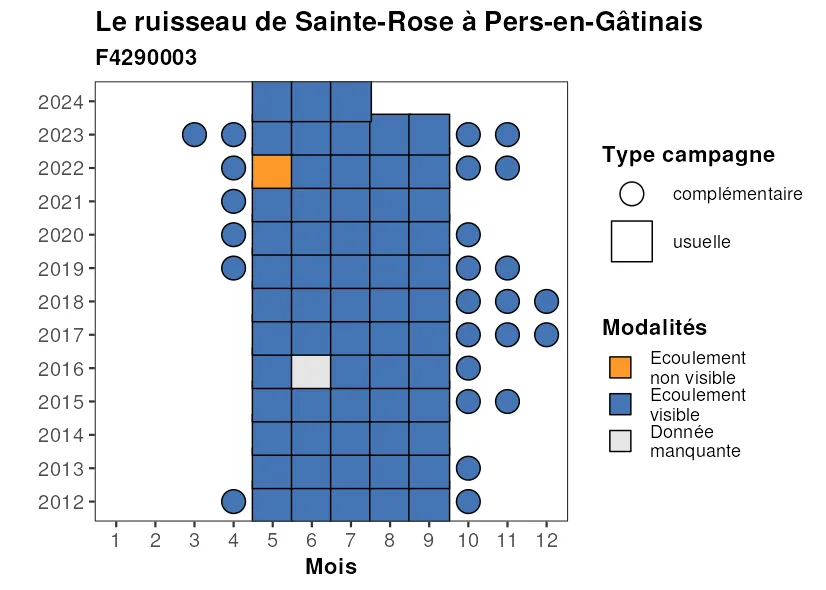 Le ruisseau de Sainte-Rose à Pers-en-Gâtinais
F4290003
2024
2023
2022
2021
2020
2019
2018
2017
2016
2015
2014
2013
2012
1 2 3 4 5 6 7 8 9 10 11 12
Mois
Type campagne
complémentaire
usuelle
Modalités
Ecoulement
non visible
Ecoulement
visible
Donnée
manquante